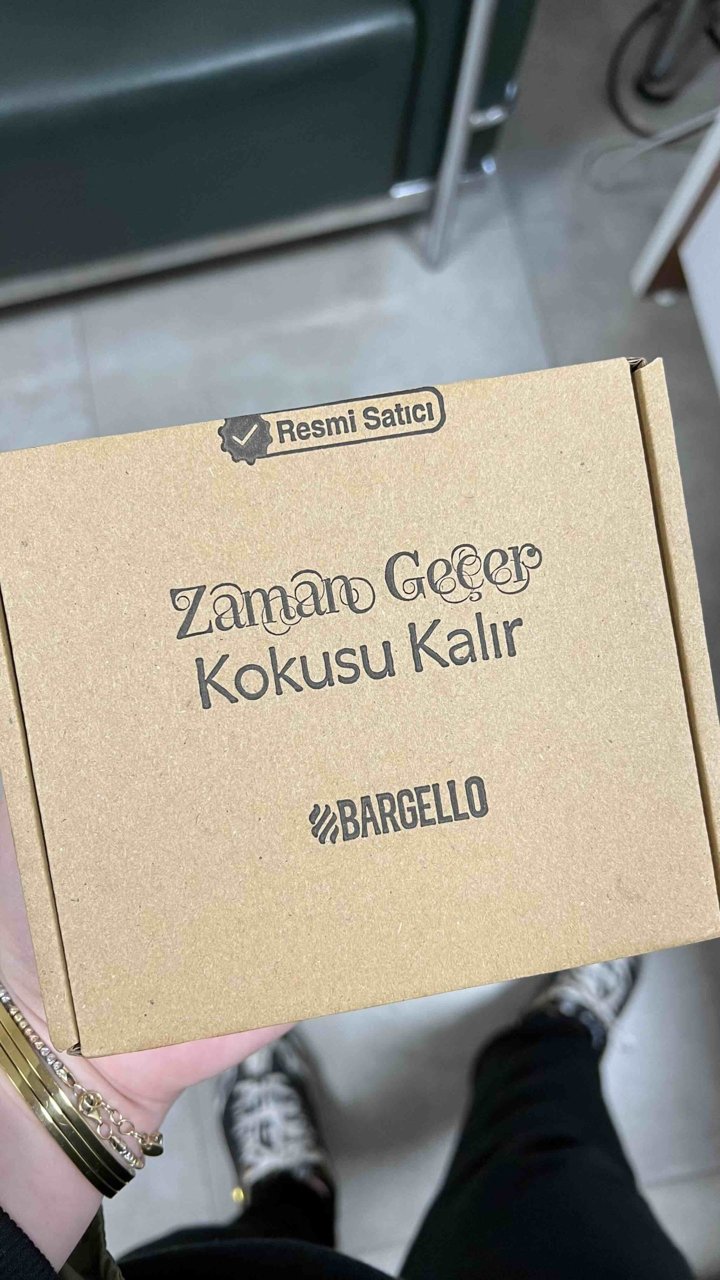 Resmi Satıcı
Zaman Geçer
Kokusu Kalır
BARGELLO